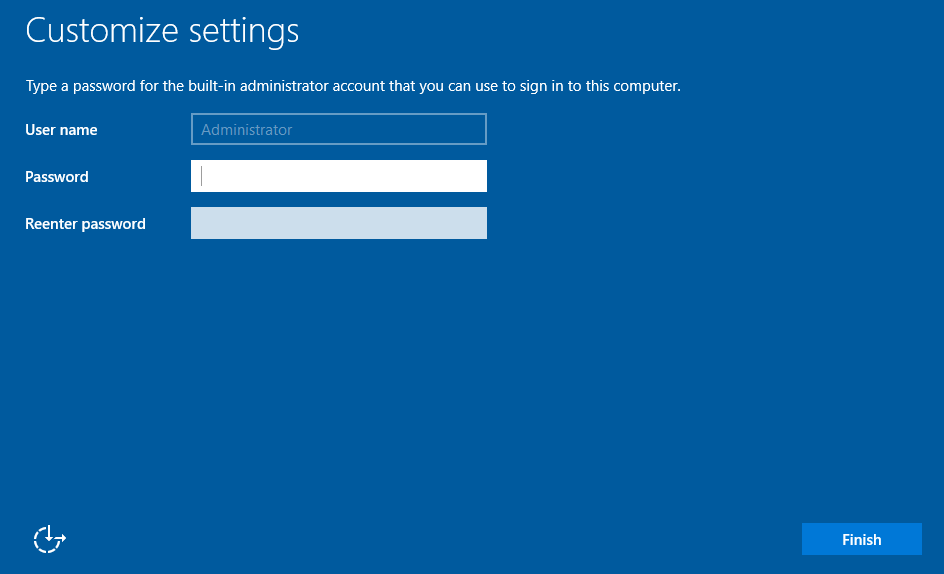 Customize settings
Type a password for the built-in administrator account that you can use to sign in to this computer.
User name
Administrator
Password
Reenter password
Finish